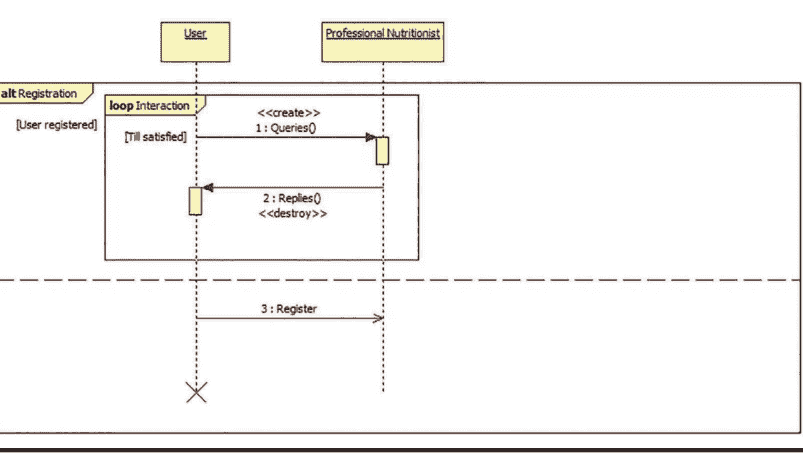 User
Professional Nutritionist
alt Registration
loop Interaction
[User registered]
<<create>>
1 : Queries()
[Till satisfied]
2 : Replies()
<<destroy>>
3 : Register